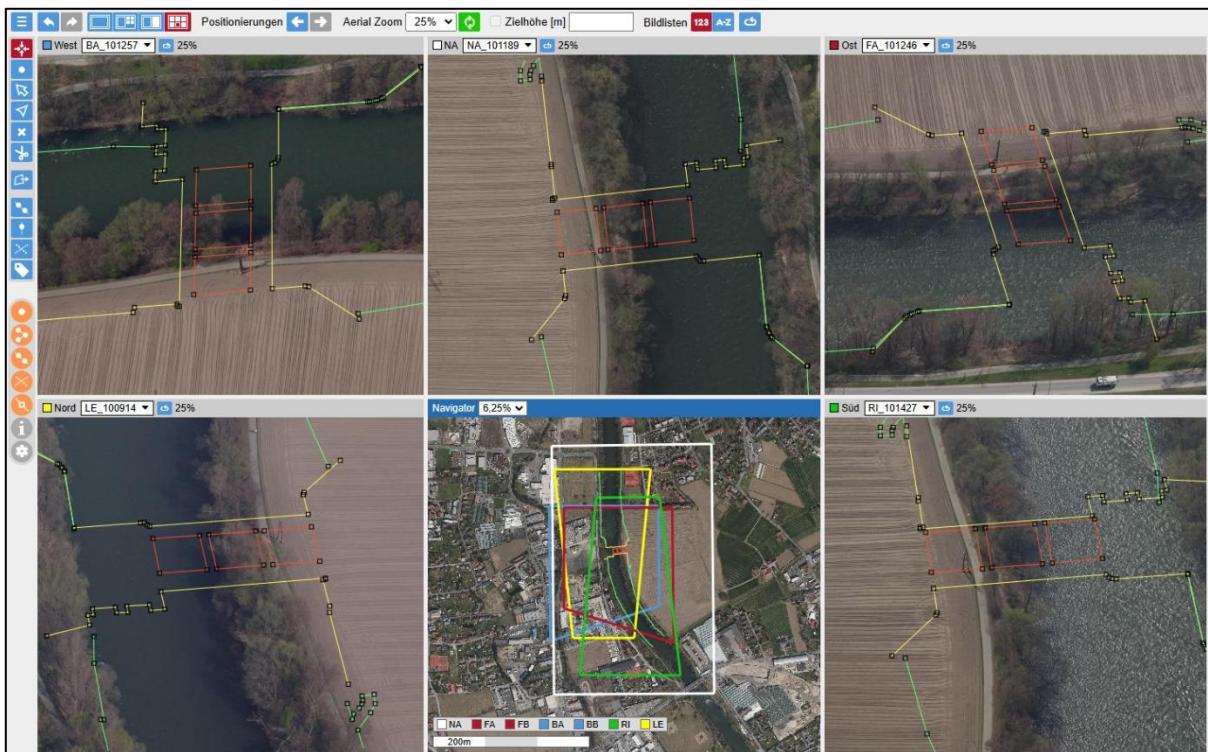 Positionierungen Aerial Zoom 25% Zielhöhe [m] Bildlisten 123 A-Z
West BA_101257 25%
NA NA_101189 25%
Ost FA_101246 25%
Nord LE_100914 25%
Navigator 6,25%
Süd RI_101427 25%
NA FA FB BA BB RI LE
200m